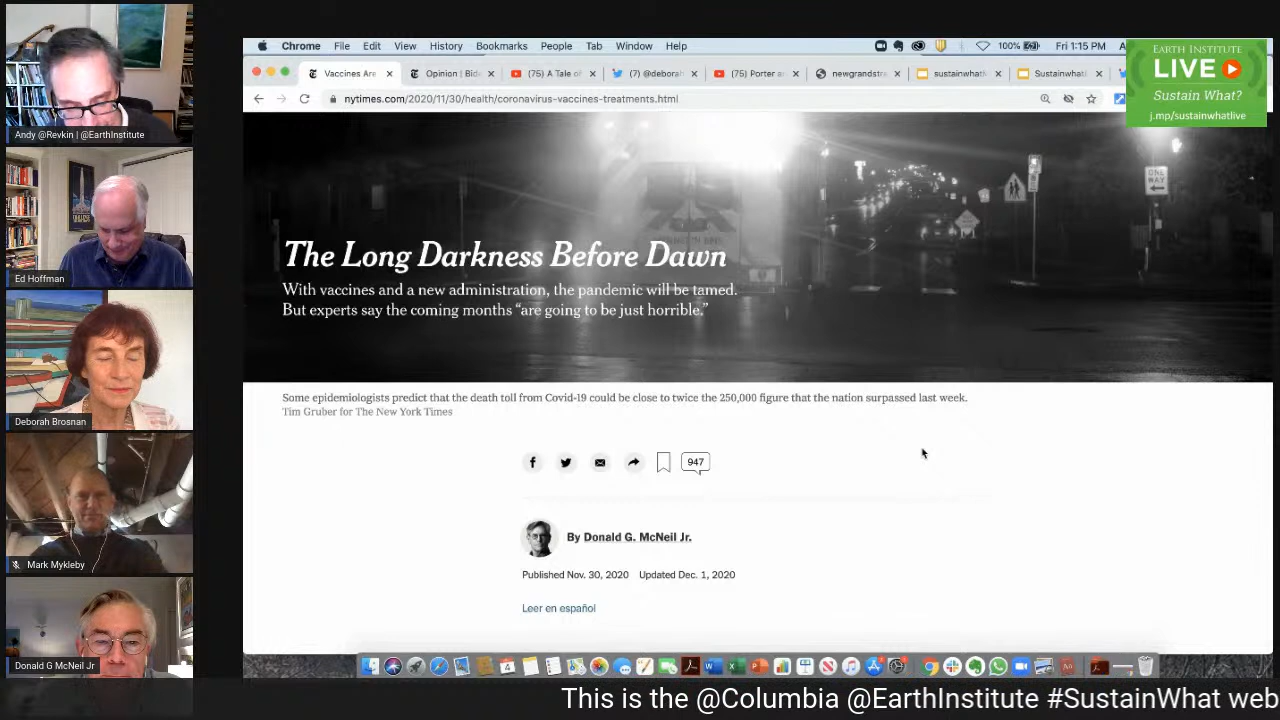 Andy @Revkin | @EarthInstitute
Ed Hoffman
Deborah Brosnan
Mark Mykleby
Donald G McNeil Jr
Chrome File Edit View History Bookmarks People Tab Window Help
100% Fri 1:15 PM A
Vaccines Are
Opinion | Bid
(75) A Tale of
(7) @deborah
(75) Porter a
newgrandst
sustainwhat
Sustainwhat
nytimes.com/2020/11/30/health/coronavirus-vaccines-treatments.html
EARTH INSTITUTE
LIVE
Sustain What?
j.mp/sustainwhatlive
ONE
WAY
The Long Darkness Before Dawn
With vaccines and a new administration, the pandemic will be tamed.
But experts say the coming months “are going to be just horrible.”
Some epidemiologists predict that the death toll from Covid-19 could be close to twice the 250,000 figure that the nation surpassed last week.
Tim Gruber for The New York Times
947
By Donald G. McNeil Jr.
Published Nov. 30, 2020 Updated Dec. 1, 2020
Leer en español
This is the @Columbia @EarthInstitute #SustainWhat web